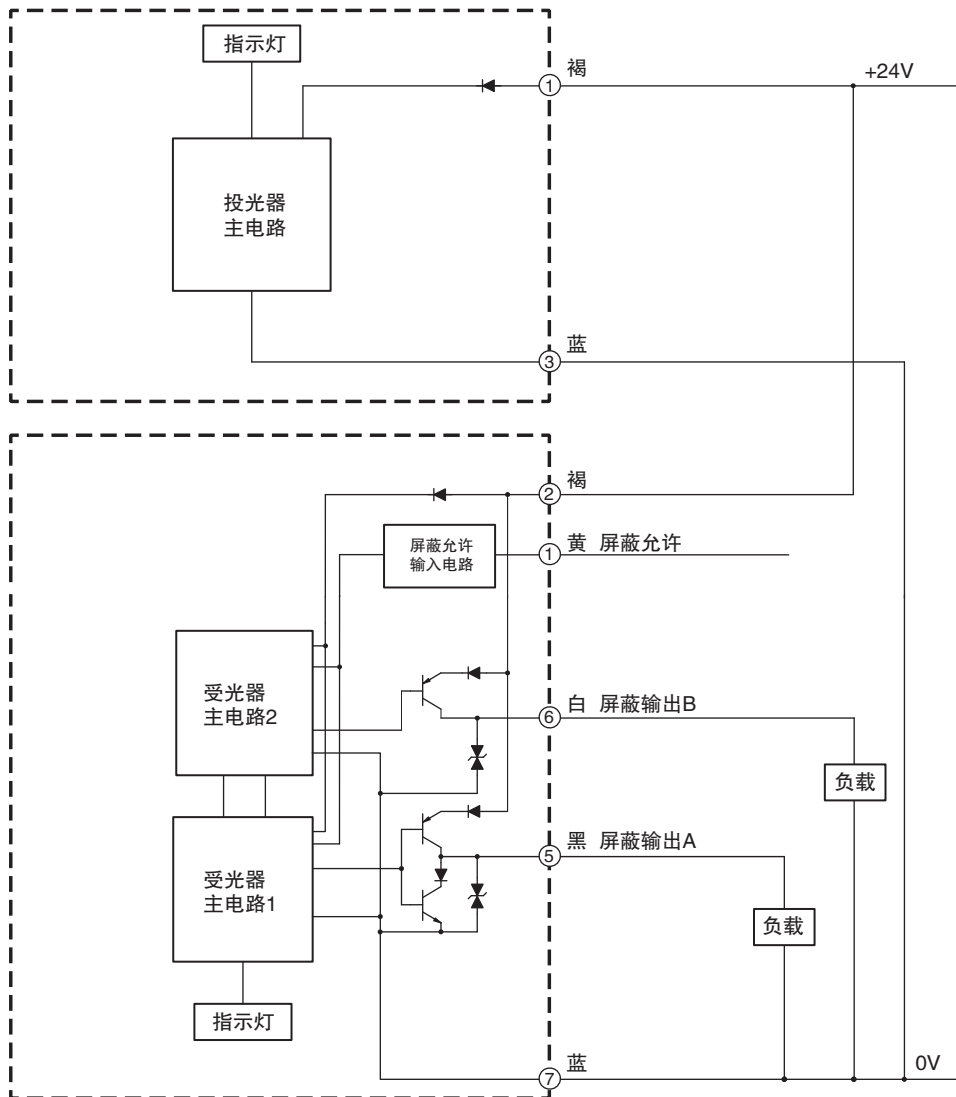 指示灯
褐
+24V
①
投光器
主电路
蓝
③
褐
②
屏蔽允许
输入电路
黄 屏蔽允许
①
受光器
主电路2
白 屏蔽输出B
⑥
负载
黑 屏蔽输出A
⑤
受光器
主电路1
负载
指示灯
蓝
0V
⑦